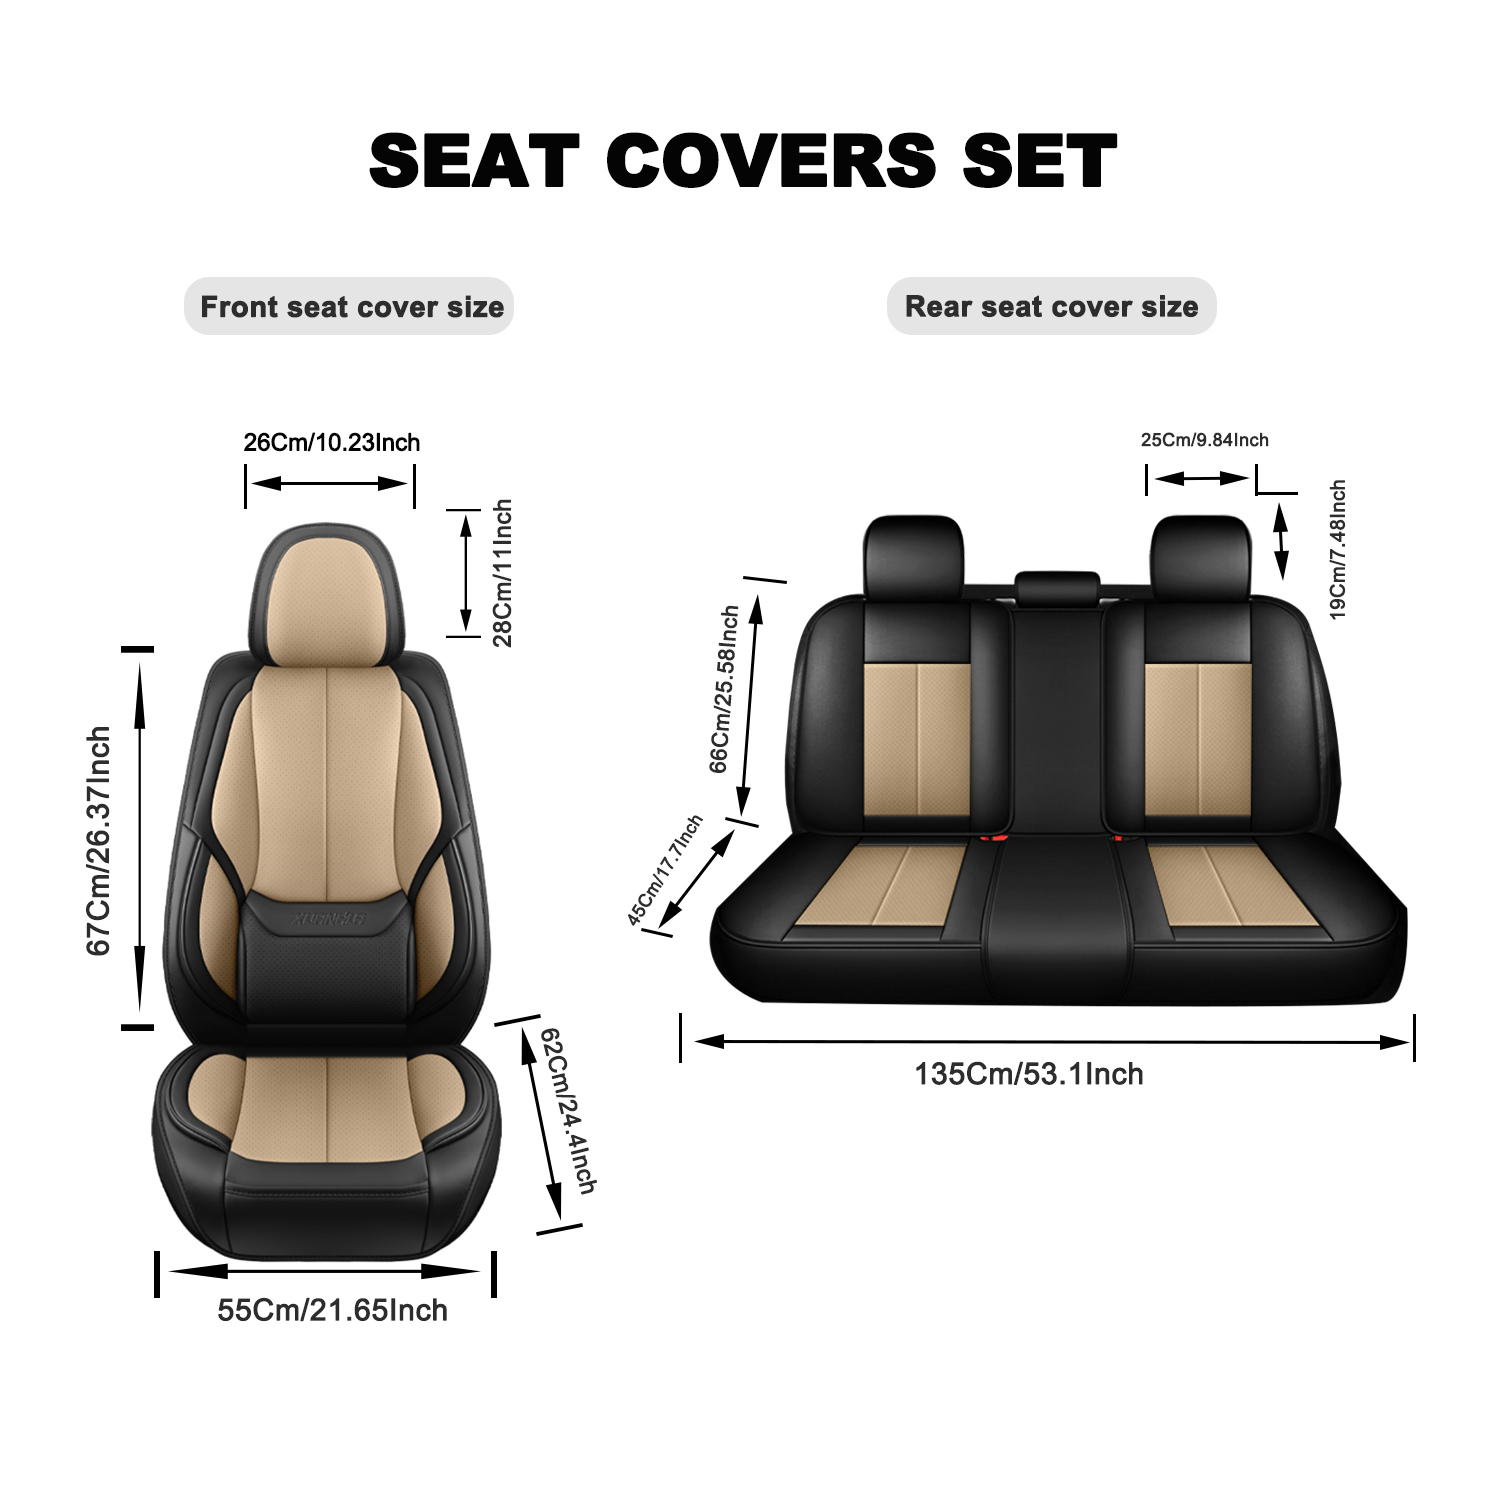 SEAT COVERS SET
Front seat cover size
Rear seat cover size
26Cm/10.23Inch
28Cm/11Inch
67Cm/26.37Inch
62Cm/24.4Inch
55Cm/21.65Inch
25Cm/9.84Inch
19Cm/7.48Inch
66Cm/25.58Inch
45Cm/17.7Inch
135Cm/53.1Inch